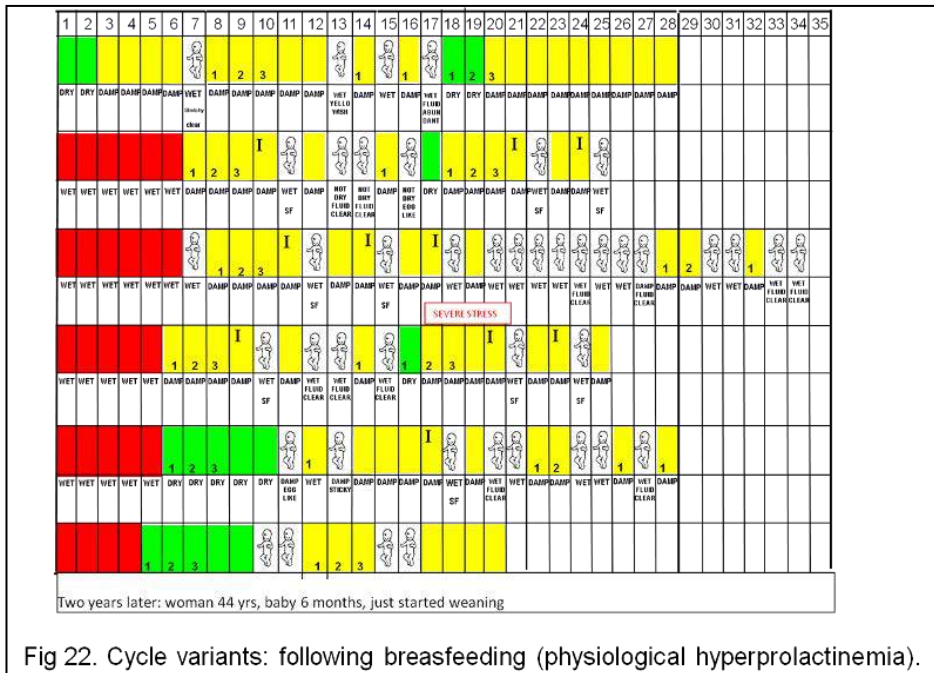 1 2 3 4 5 6 7 8 9 10 11 12 13 14 15 16 17 18 19 20 21 22 23 24 25 26 27 28 29 30 31 32 33 34 35
1 2 3 1 1 1 2 3
DRY DRY DAMP DAMP DAMP DAMP WET DAMP DAMP DAMP DAMP DAMP WET DAMP WET DAMP WET DRY DRY DAMP DAMP DAMP DAMP DAMP DAMP DAMP DAMP DAMP
YELLO FLUID
clear WISH ABUN
DANT
I I I
1 2 3 1 1 2 3
WET WET WET WET WET WET DAMP DAMP DAMP DAMP WET DAMP NOT NOT DAMP NOT DRY DAMP DAMP DAMP DAMP WET DAMP DAMP WET
DRY DRY DRY
SF FLUID FLUID EGG SF SF
CLEAR CLEAR LIKE
I I I
1 2 3 1 2 1
WET WET WET WET WET WET WET DAMP DAMP DAMP DAMP WET DAMP DAMP WET DAMP DAMP WET DAMP WET WET WET WET WET WET WET DAMP DAMP DAMP WET WET DAMP WET WET
SF SF FLUID FLUID FLUID FLUID
CLEAR CLEAR CLEAR CLEAR
SEVERE STRESS
I I I
1 2 3 1 1 2 3
WET WET WET WET WET DAMP DAMP DAMP DAMP WET DAMP WET WET DAMP WET DRY DAMP DAMP DAMP DAMP WET DAMP DAMP WET DAMP
SF FLUID FLUID FLUID SF SF
CLEAR CLEAR CLEAR
I
1 2 3 1 1 2 1 1
WET WET WET WET WET DRY DRY DRY DRY DRY DAMP WET DAMP DAMP DAMP DAMP DAMP WET DAMP WET WET DAMP DAMP WET WET DAMP WET DAMP
EGG STICKY SF FLUID FLUID
LIKE CLEAR CLEAR
1 2 3 1 2 3
Two years later: woman 44 yrs, baby 6 months, just started weaning
Fig 22. Cycle variants: following breasfeeding (physiological hyperprolactinemia).